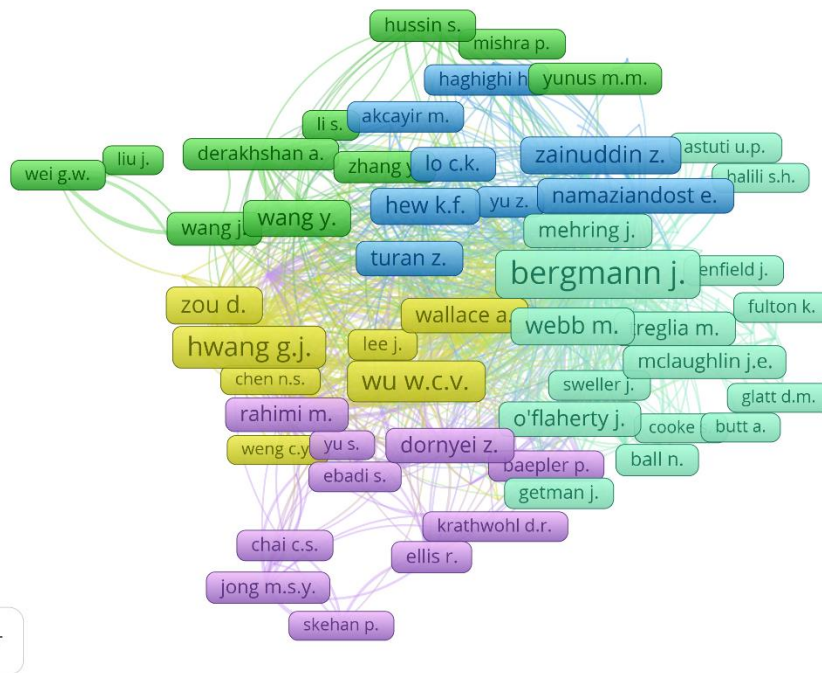 hussin s.
mishra p.
haghighi h
yunus m.m.
akcayir m.
li s.
astuti u.p.
derakhshan a.
liu j.
zhang y
lo c.k.
zainuddin z.
wei g.w.
halili s.h.
hew k.f.
yu z.
namaziandost e.
wang j.
wang y.
mehring j.
turan z.
bergmann j.
enfield j.
zou d.
wallace a.
fulton k.
webb m.
treglia m.
hwang g.j.
lee j.
mclaughlin j.e.
chen n.s.
wu w.c.v.
sweller j.
glatt d.m.
rahimi m.
o'flaherty j.
cooke
butt a.
yu s.
dornyei z.
weng c.y
ball n.
baepler p.
ebadi s.
getman j.
krathwohl d.r.
chai c.s.
ellis r.
jong m.s.y.
skehan p.